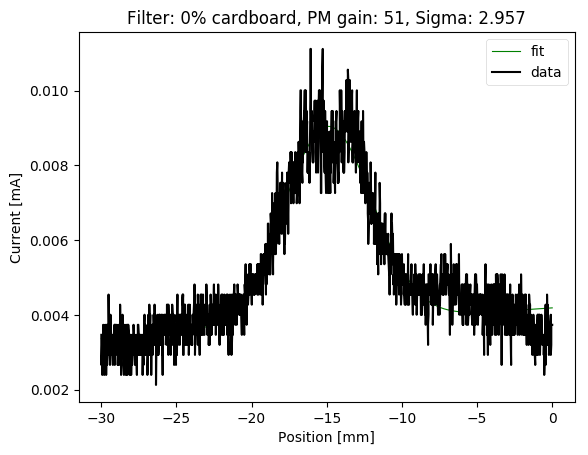 Filter: 0% cardboard, PM gain: 51, Sigma: 2.957
fit
data
0.010
0.008
0.006
0.004
0.002
Current [mA]
−30
−25
−20
−15
−10
−5
0
Position [mm]